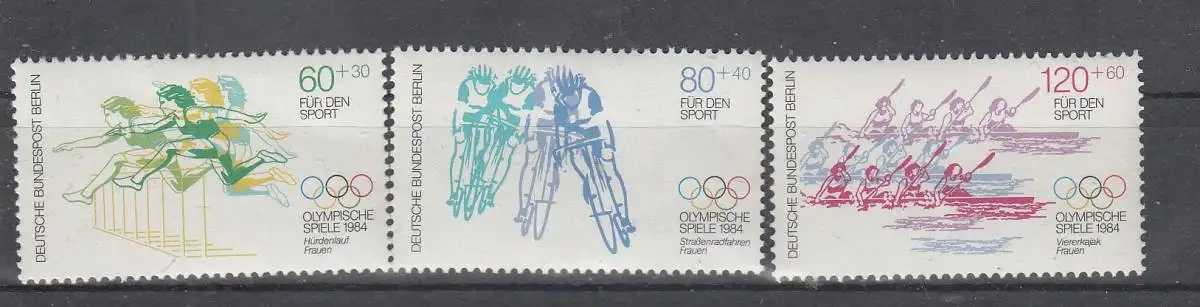 DEUTSCHE BUNDESPOST BERLIN
60+30
FÜR DEN
SPORT
OLYMPISCHE
SPIELE 1984
Hürdenlauf
Frauen
DEUTSCHE BUNDESPOST BERLIN
80+40
FÜR DEN
SPORT
OLYMPISCHE
SPIELE 1984
Straßenradfahren
Frauen
DEUTSCHE BUNDESPOST BERLIN
120+60
FÜR DEN
SPORT
OLYMPISCHE
SPIELE 1984
Viererkajak
Frauen